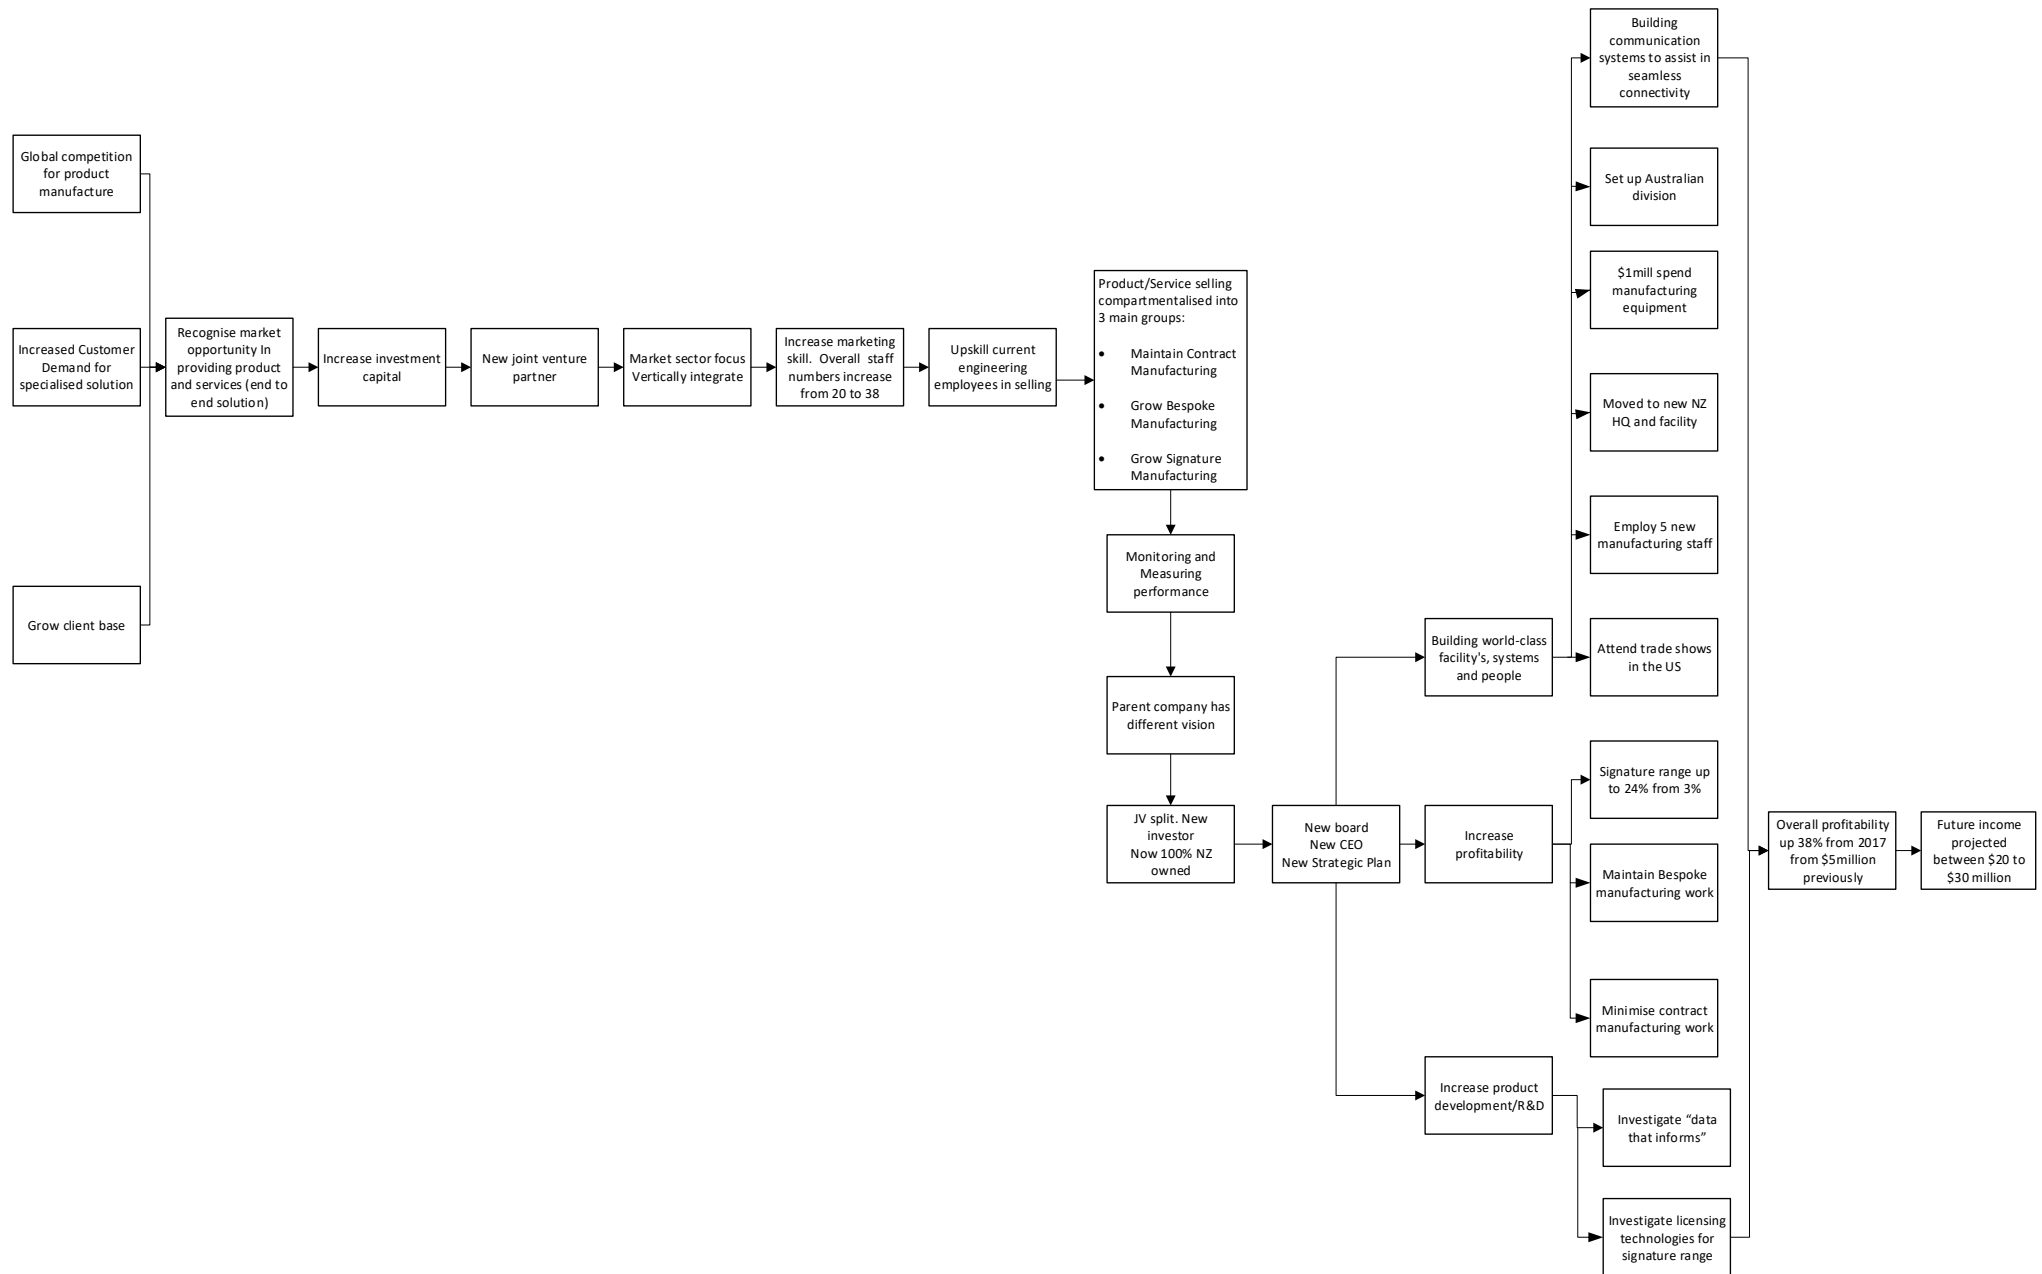 Global competition
for product
manufacture
Increased Customer
Demand for
specialised solution
Grow client base
Recognise market
opportunity In
providing product
and services (end to
end solution)
Increase investment
capital
New joint venture
partner
Market sector focus
Vertically integrate
Increase marketing
skill. Overall staff
numbers increase
from 20 to 38
Upskill current
engineering
employees in selling
Product/Service selling
compartmentalised into
3 main groups:
• Maintain Contract
Manufacturing
• Grow Bespoke
Manufacturing
• Grow Signature
Manufacturing
Monitoring and
Measuring
performance
Parent company has
different vision
JV split. New
investor
Now 100% NZ
owned
New board
New CEO
New Strategic Plan
Building world-class
facility's, systems
and people
Increase
profitability
Increase product
development/R&D
Building
communication
systems to assist in
seamless
connectivity
Set up Australian
division
$1mill spend
manufacturing
equipment
Moved to new NZ
HQ and facility
Employ 5 new
manufacturing staff
Attend trade shows
in the US
Signature range up
to 24% from 3%
Maintain Bespoke
manufacturing work
Minimise contract
manufacturing work
Investigate “data
that informs”
Investigate licensing
technologies for
signature range
Overall profitability
up 38% from 2017
from $5million
previously
Future income
projected
between $20 to
$30 million